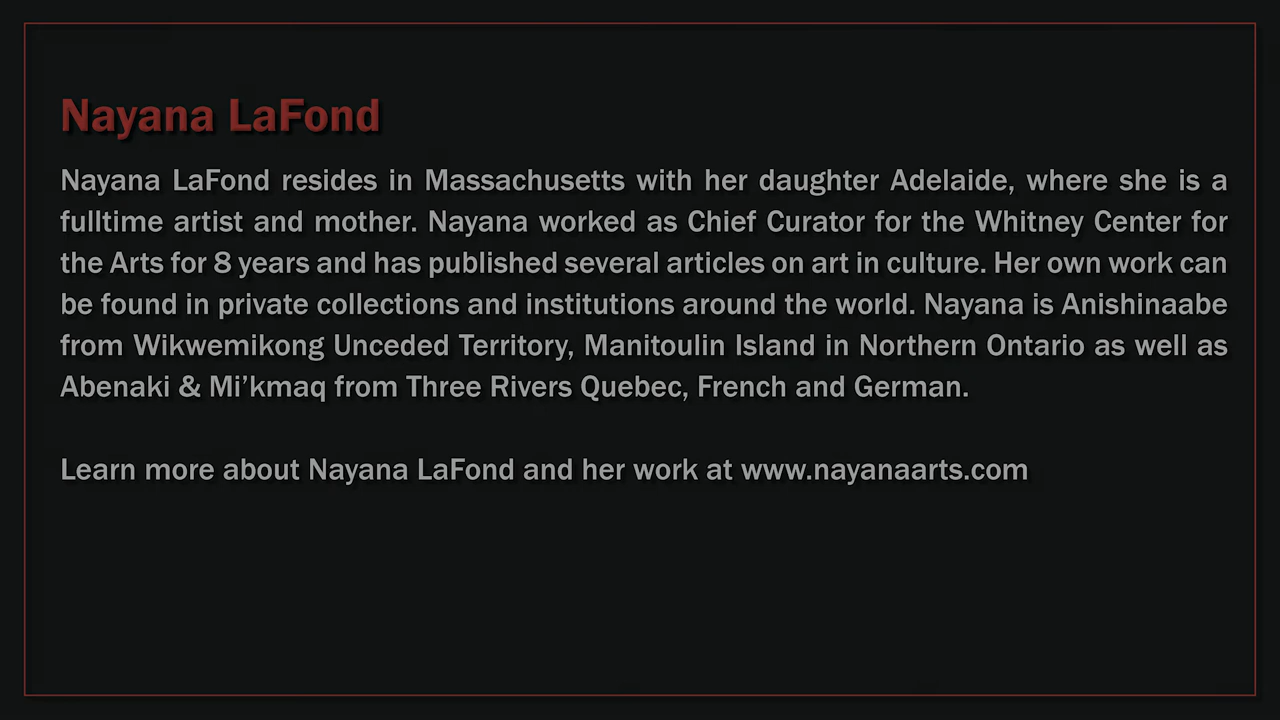 Nayana LaFond
Nayana LaFond resides in Massachusetts with her daughter Adelaide, where she is a
fulltime artist and mother. Nayana worked as Chief Curator for the Whitney Center for
the Arts for 8 years and has published several articles on art in culture. Her own work can
be found in private collections and institutions around the world. Nayana is Anishinaabe
from Wikwemikong Unceded Territory, Manitoulin Island in Northern Ontario as well as
Abenaki & Mi’kmaq from Three Rivers Quebec, French and German.
Learn more about Nayana LaFond and her work at www.nayanaarts.com